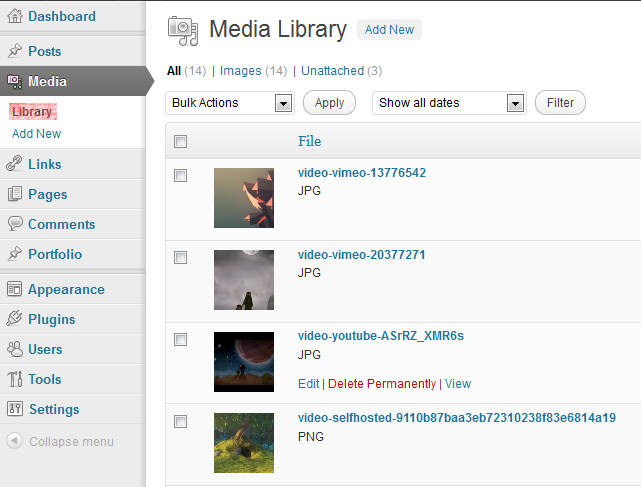 Dashboard
Posts
Media
Library
Add New
Links
Pages
Comments
Portfolio
Appearance
Plugins
Users
Tools
Settings
Collapse menu
Media Library Add New
All (14) | Images (14) | Unattached (3)
Bulk Actions Apply Show all dates Filter
File
video-vimeo-13776542
JPG
video-vimeo-20377271
JPG
video-youtube-ASrRZ_XMR6s
JPG
Edit | Delete Permanently | View
video-selfhosted-9110b87baa3eb72310238f83e6814a19
PNG